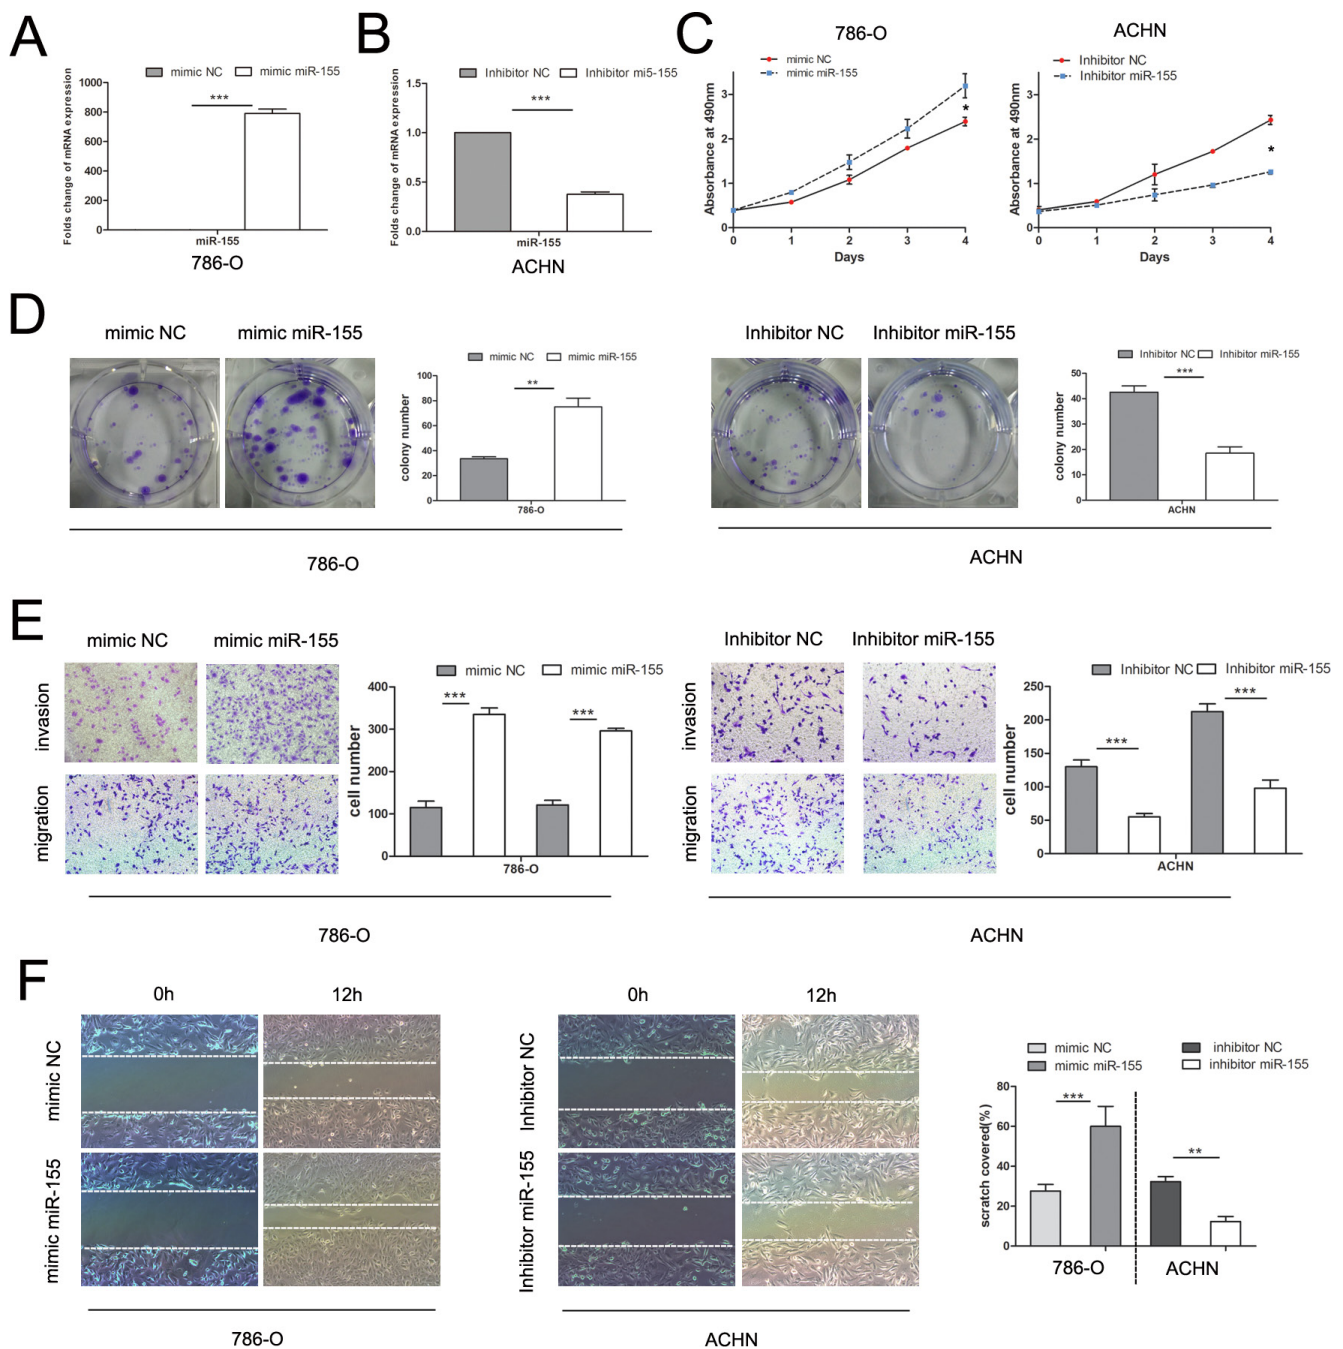 A
mimic NC mimic miR-155
Folds change of mRNA expression
1000
800
600
400
200
0
***
miR-155
786-O
B
Inhibitor NC Inhibitor mi5-155
Folds change of mRNA expression
1.5
1.0
0.5
0.0
***
miR-155
ACHN
C
786-O
mimic NC
mimic miR-155
Absorbance at 490nm
3
2
1
0
*
0 1 2 3 4
Days
ACHN
Inhibitor NC
Inhibitor miR-155
Absorbance at 490nm
3
2
1
0
*
0 1 2 3 4
Days
D
mimic NC mimic miR-155
mimic NC mimic miR-155
colony number
100
80
60
40
20
0
**
786-O
786-O
Inhibitor NC Inhibitor miR-155
Inhibitor NC Inhibitor miR-155
colony number
50
40
30
20
10
0
***
ACHN
ACHN
E
mimic NC mimic miR-155
invasion
migration
mimic NC mimic miR-155
cell number
400
300
200
100
0
*** ***
786-O
786-O
Inhibitor NC Inhibitor miR-155
invasion
migration
Inhibitor NC Inhibitor miR-155
cell number
250
200
150
100
50
0
*** ***
ACHN
ACHN
F
0h 12h
mimic NC
mimic miR-155
786-O
0h 12h
Inhibitor NC
Inhibitor miR-155
ACHN
mimic NC inhibitor NC
mimic miR-155 inhibitor miR-155
scratch covered(%)
80
60
40
20
0
*** **
786-O ACHN